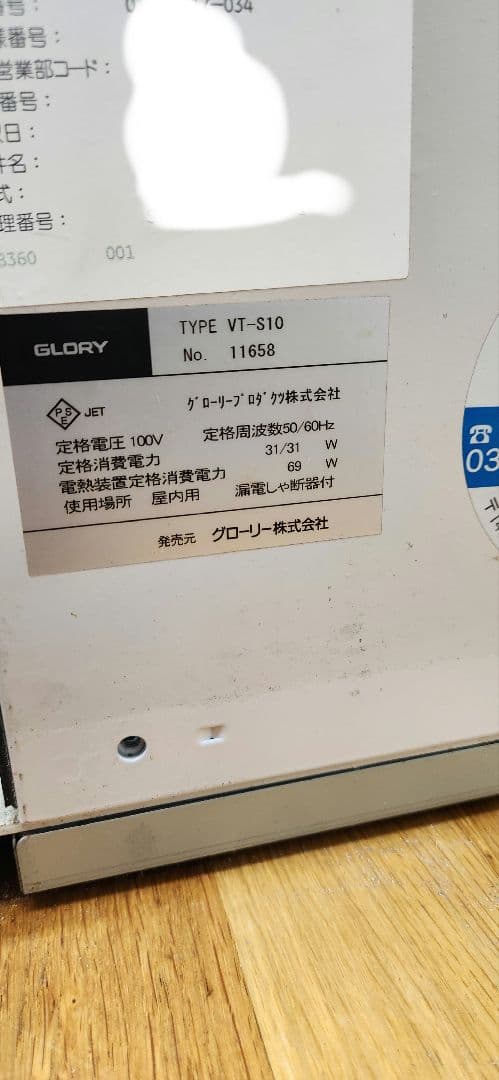 番号: 034
様番号:
営業部コード:
番号:
日:
件名:
式:
理番号:
3360 001
GLORY
TYPE VT-S10
No. 11658
PSE JET グローリープロダクツ株式会社
定格電圧 100V 定格周波数50/60Hz
定格消費電力 31/31 W
電熱装置定格消費電力 69 W
使用場所 屋内用 漏電しゃ断器付
発売元 グローリー株式会社
☎
03